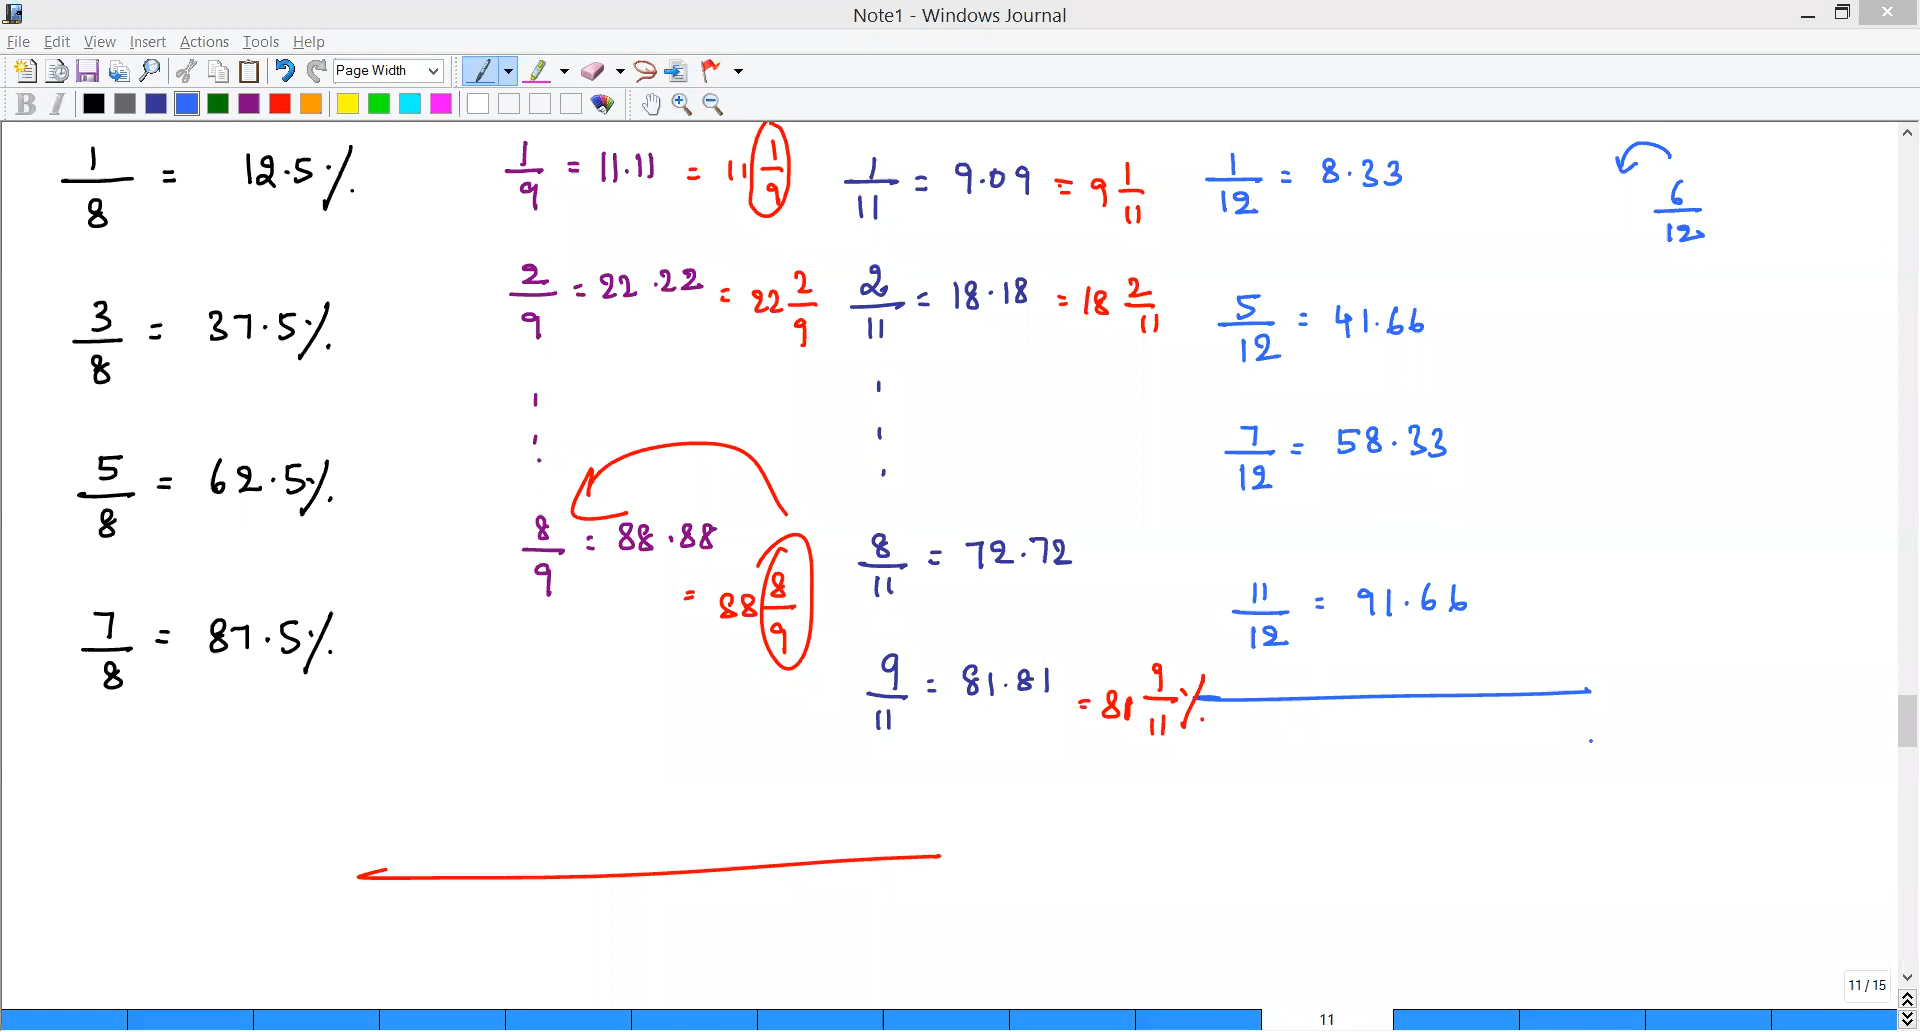 Note1 - Windows Journal
File Edit View Insert Actions Tools Help
Page Width
B I
1/8 = 12.5%
3/8 = 37.5%
5/8 = 62.5%
7/8 = 87.5%
1/9 = 11.11 = 11 1/9
2/9 = 22.22 = 22 2/9
8/9 = 88.88
= 88 8/9
1/11 = 9.09 = 9 1/11
2/11 = 18.18 = 18 2/11
8/11 = 72.72
9/11 = 81.81 = 81 9/11 %
1/12 = 8.33
5/12 = 41.66
7/12 = 58.33
11/12 = 91.66
6/12
11 / 15
11